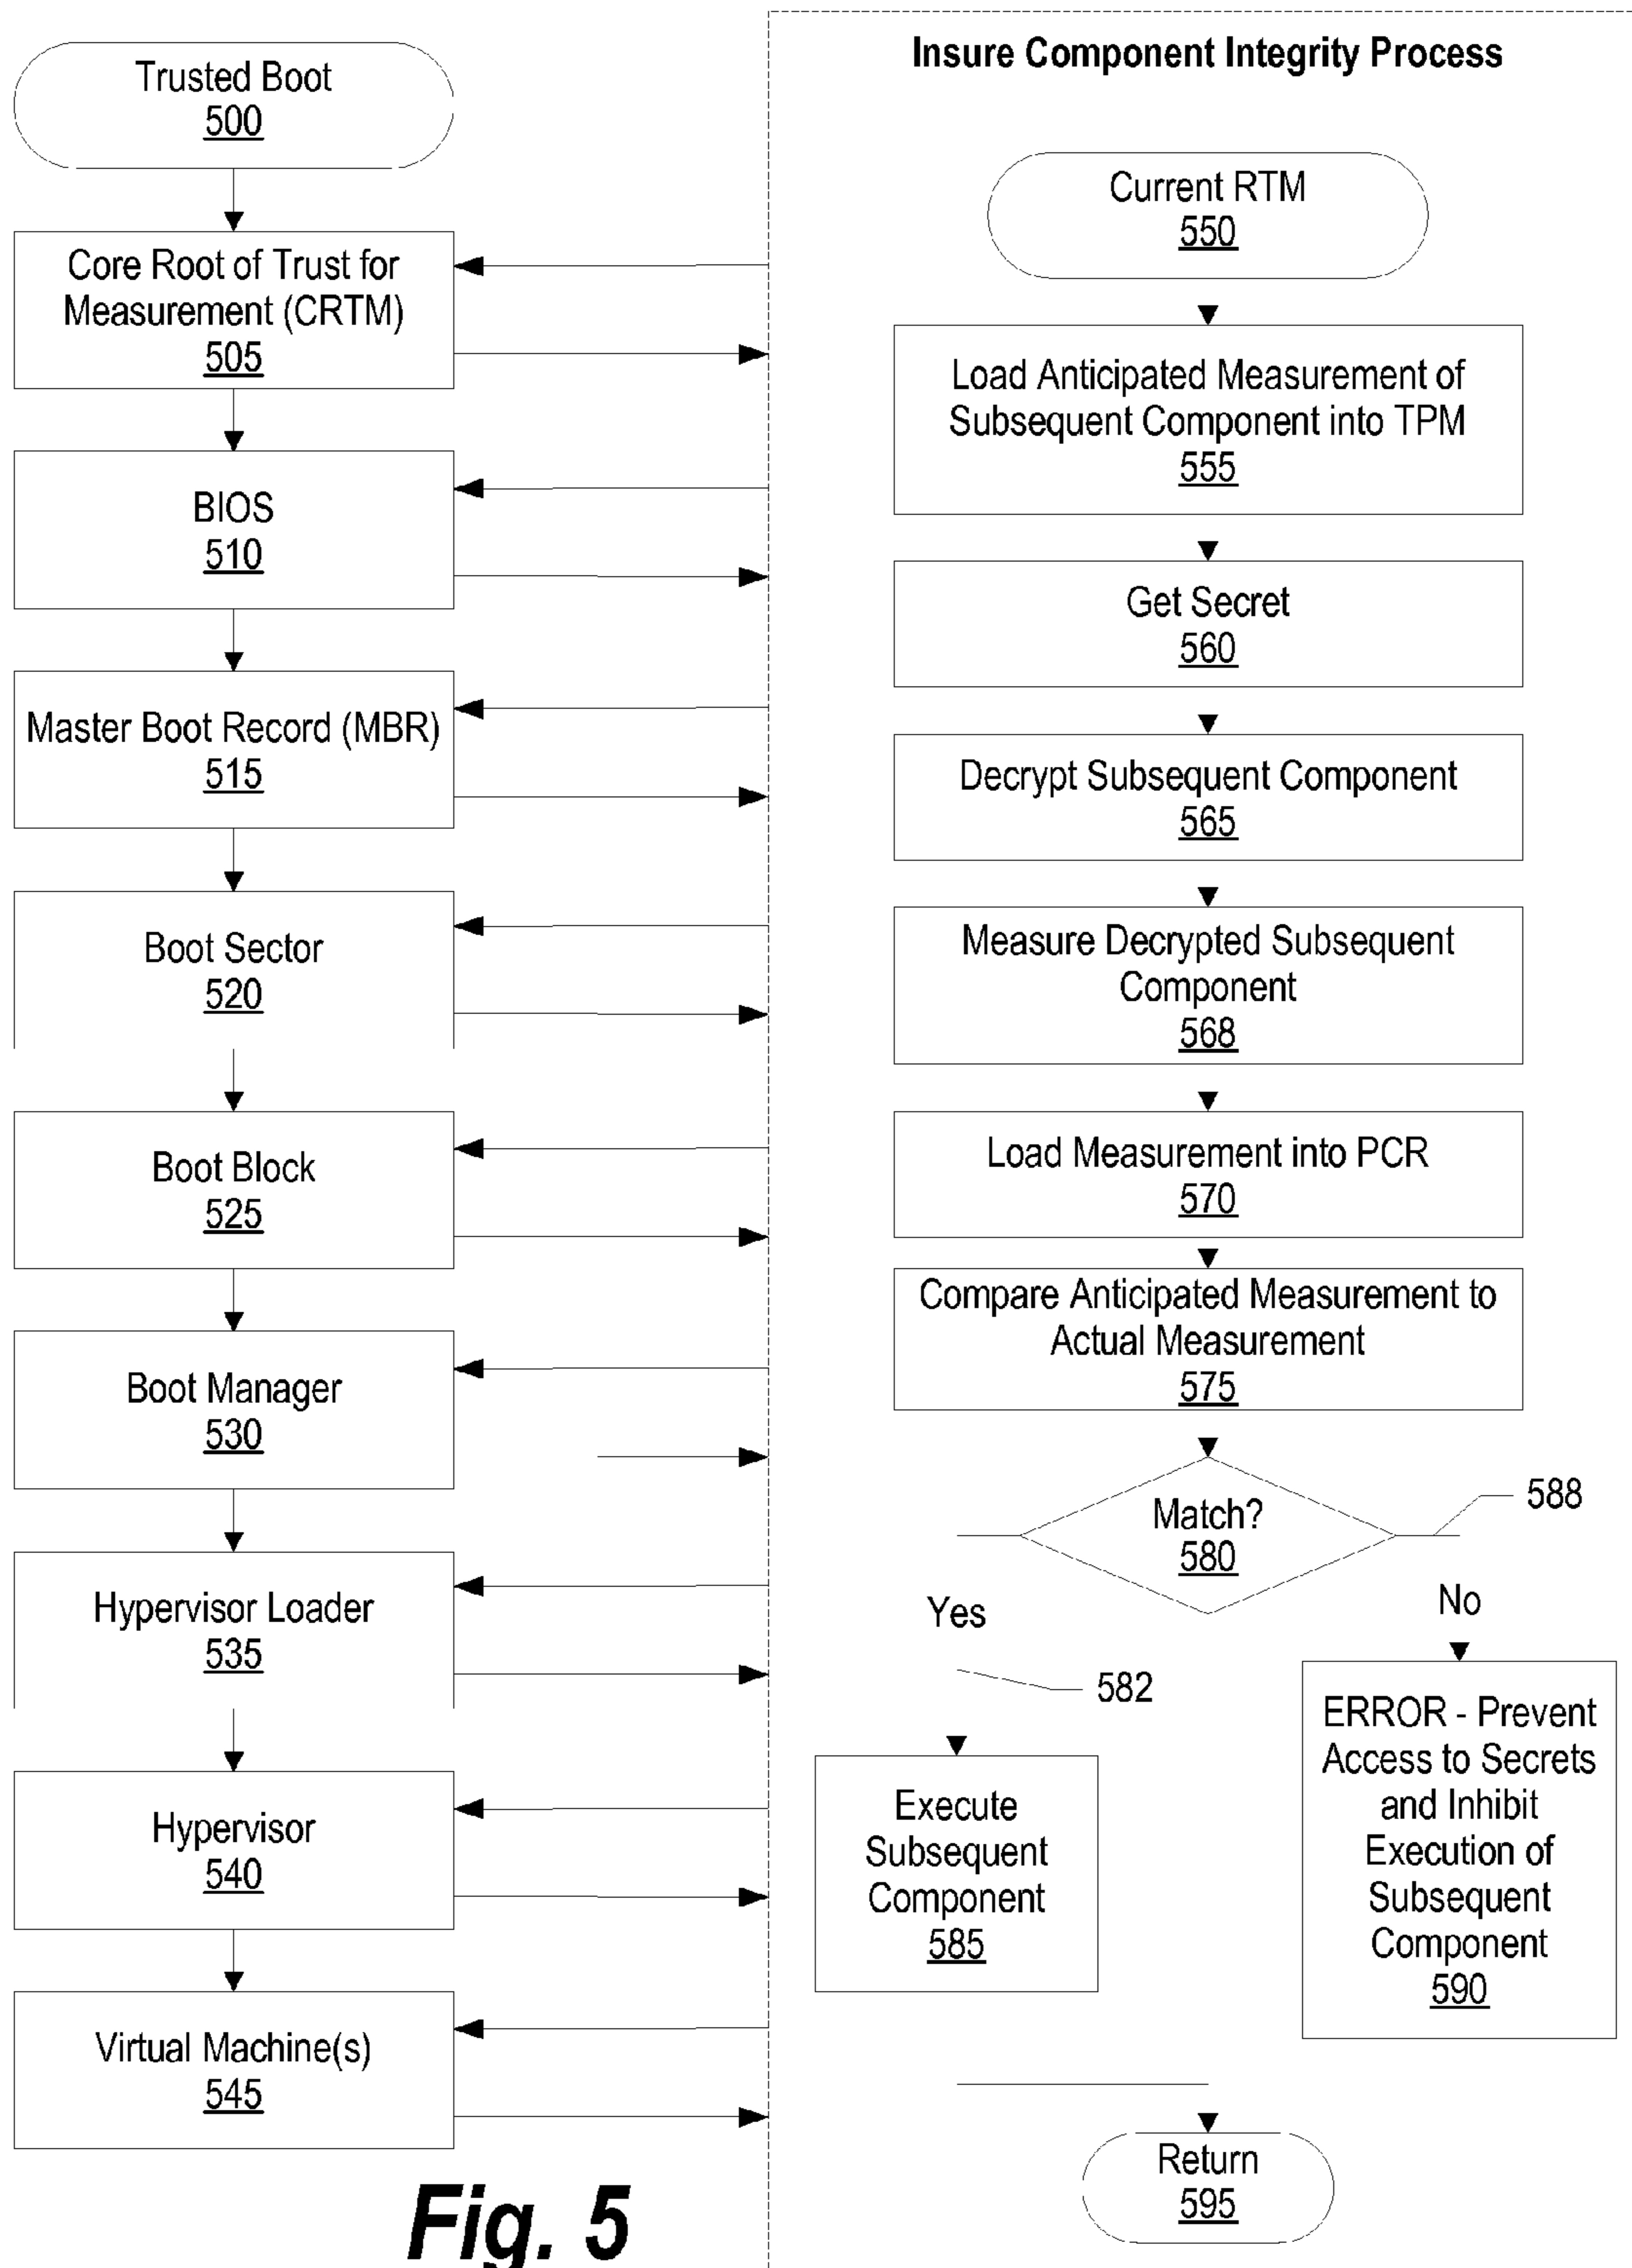 Trusted Boot
500
Core Root of Trust for
Measurement (CRTM)
505
BIOS
510
Master Boot Record (MBR)
515
Boot Sector
520
Boot Block
525
Boot Manager
530
Hypervisor Loader
535
Hypervisor
540
Virtual Machine(s)
545
Insure Component Integrity Process
Current RTM
550
Load Anticipated Measurement of
Subsequent Component into TPM
555
Get Secret
560
Decrypt Subsequent Component
565
Measure Decrypted Subsequent
Component
568
Load Measurement into PCR
570
Compare Anticipated Measurement to
Actual Measurement
575
Match?
580
588
Yes
No
582
Execute
Subsequent
Component
585
ERROR - Prevent
Access to Secrets
and Inhibit
Execution of
Subsequent
Component
590
Return
595
Fig. 5